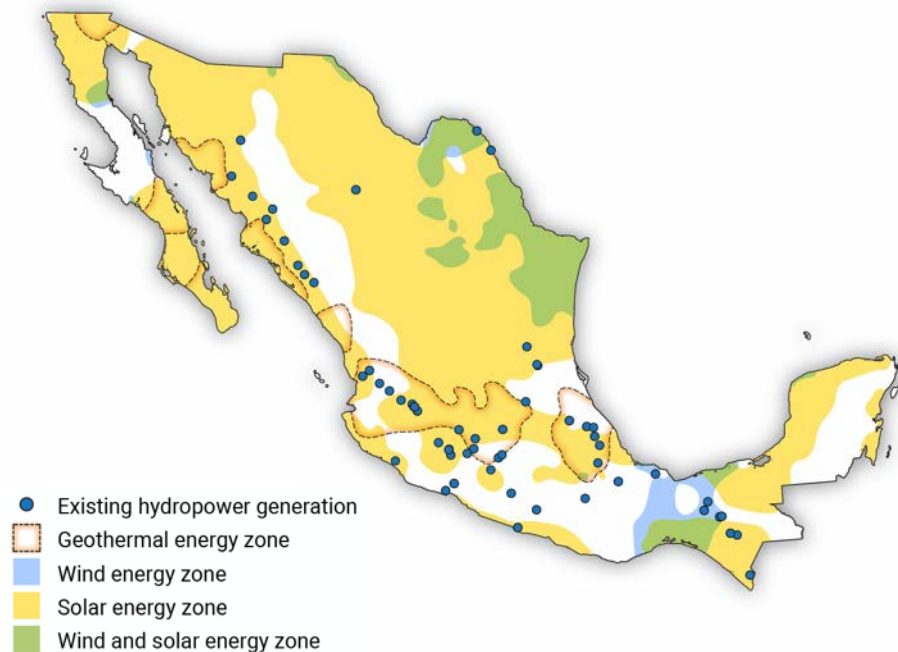 Existing hydropower generation
Geothermal energy zone
Wind energy zone
Solar energy zone
Wind and solar energy zone